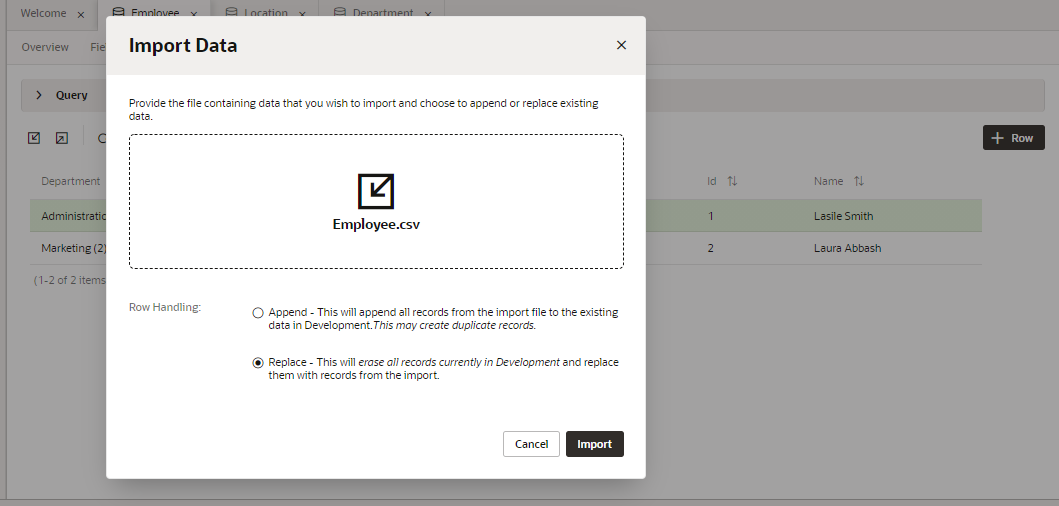 Welcome
Employee
Location
Department
Import Data
Overview
Fie
Query
Provide the file containing data that you wish to import and choose to append or replace existing
data.
Row
Department
Id
Name
Employee.csv
Administratio
1
Lasile Smith
Marketing (2)
2
Laura Abbash
(1-2 of 2 items
Row Handling:
Append - This will append all records from the import file to the existing
data in Development.This may create duplicate records.
Replace - This will erase all records currently in Development and replace
them with records from the import.
Cancel
Import